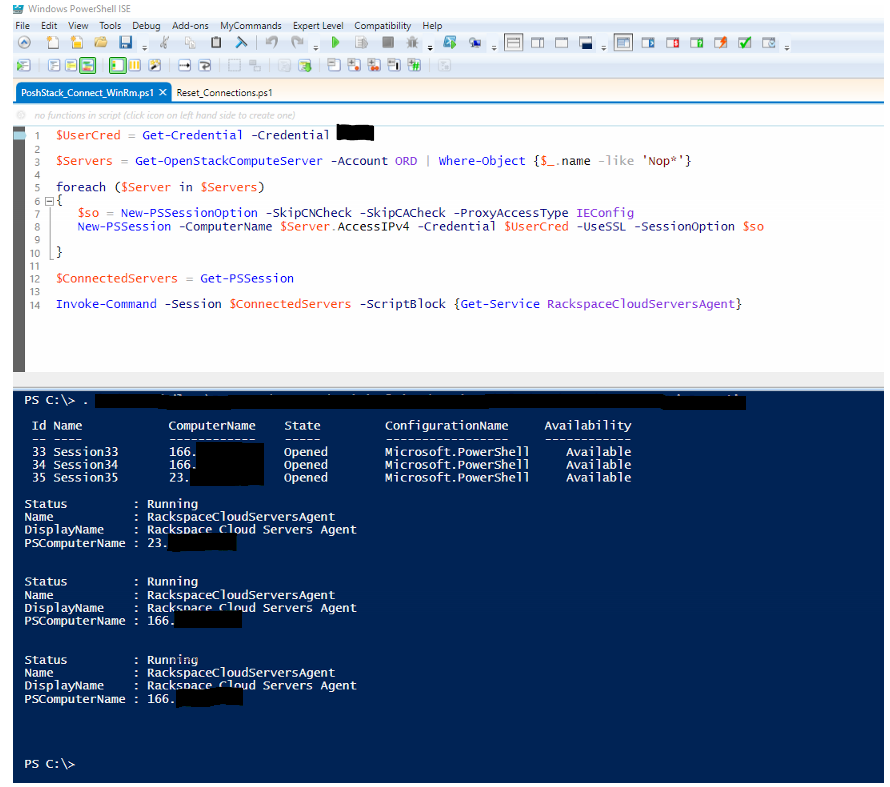 Windows PowerShell ISE
File Edit View Tools Debug Add-ons MyCommands Expert Level Compatibility Help
PoshStack_Connect_WinRm.ps1 X Reset_Connections.ps1
no functions in script (click icon on left hand side to create one)
1 $UserCred = Get-Credential -Credential
2
3 $Servers = Get-OpenStackComputeServer -Account ORD | Where-Object {$_.name -like 'Nop*'}
4
5 foreach ($Server in $Servers)
6 {
7 $so = New-PSSessionOption -SkipCNCheck -SkipCACheck -ProxyAccessType IEConfig
8 New-PSSession -ComputerName $Server.AccessIPv4 -Credential $UserCred -UseSSL -SessionOption $so
9
10 }
11
12 $ConnectedServers = Get-PSSession
13
14 Invoke-Command -Session $ConnectedServers -ScriptBlock {Get-Service RackspaceCloudServersAgent}
PS C:\> .
Id Name ComputerName State ConfigurationName Availability
-- ---- ------------ ----- ----------------- ------------
33 Session33 166. Opened Microsoft.PowerShell Available
34 Session34 166. Opened Microsoft.PowerShell Available
35 Session35 23. Opened Microsoft.PowerShell Available
Status : Running
Name : RackspaceCloudServersAgent
DisplayName : Rackspace Cloud Servers Agent
PSComputerName : 23.
Status : Running
Name : RackspaceCloudServersAgent
DisplayName : Rackspace Cloud Servers Agent
PSComputerName : 166.
Status : Running
Name : RackspaceCloudServersAgent
DisplayName : Rackspace Cloud Servers Agent
PSComputerName : 166.
PS C:\>